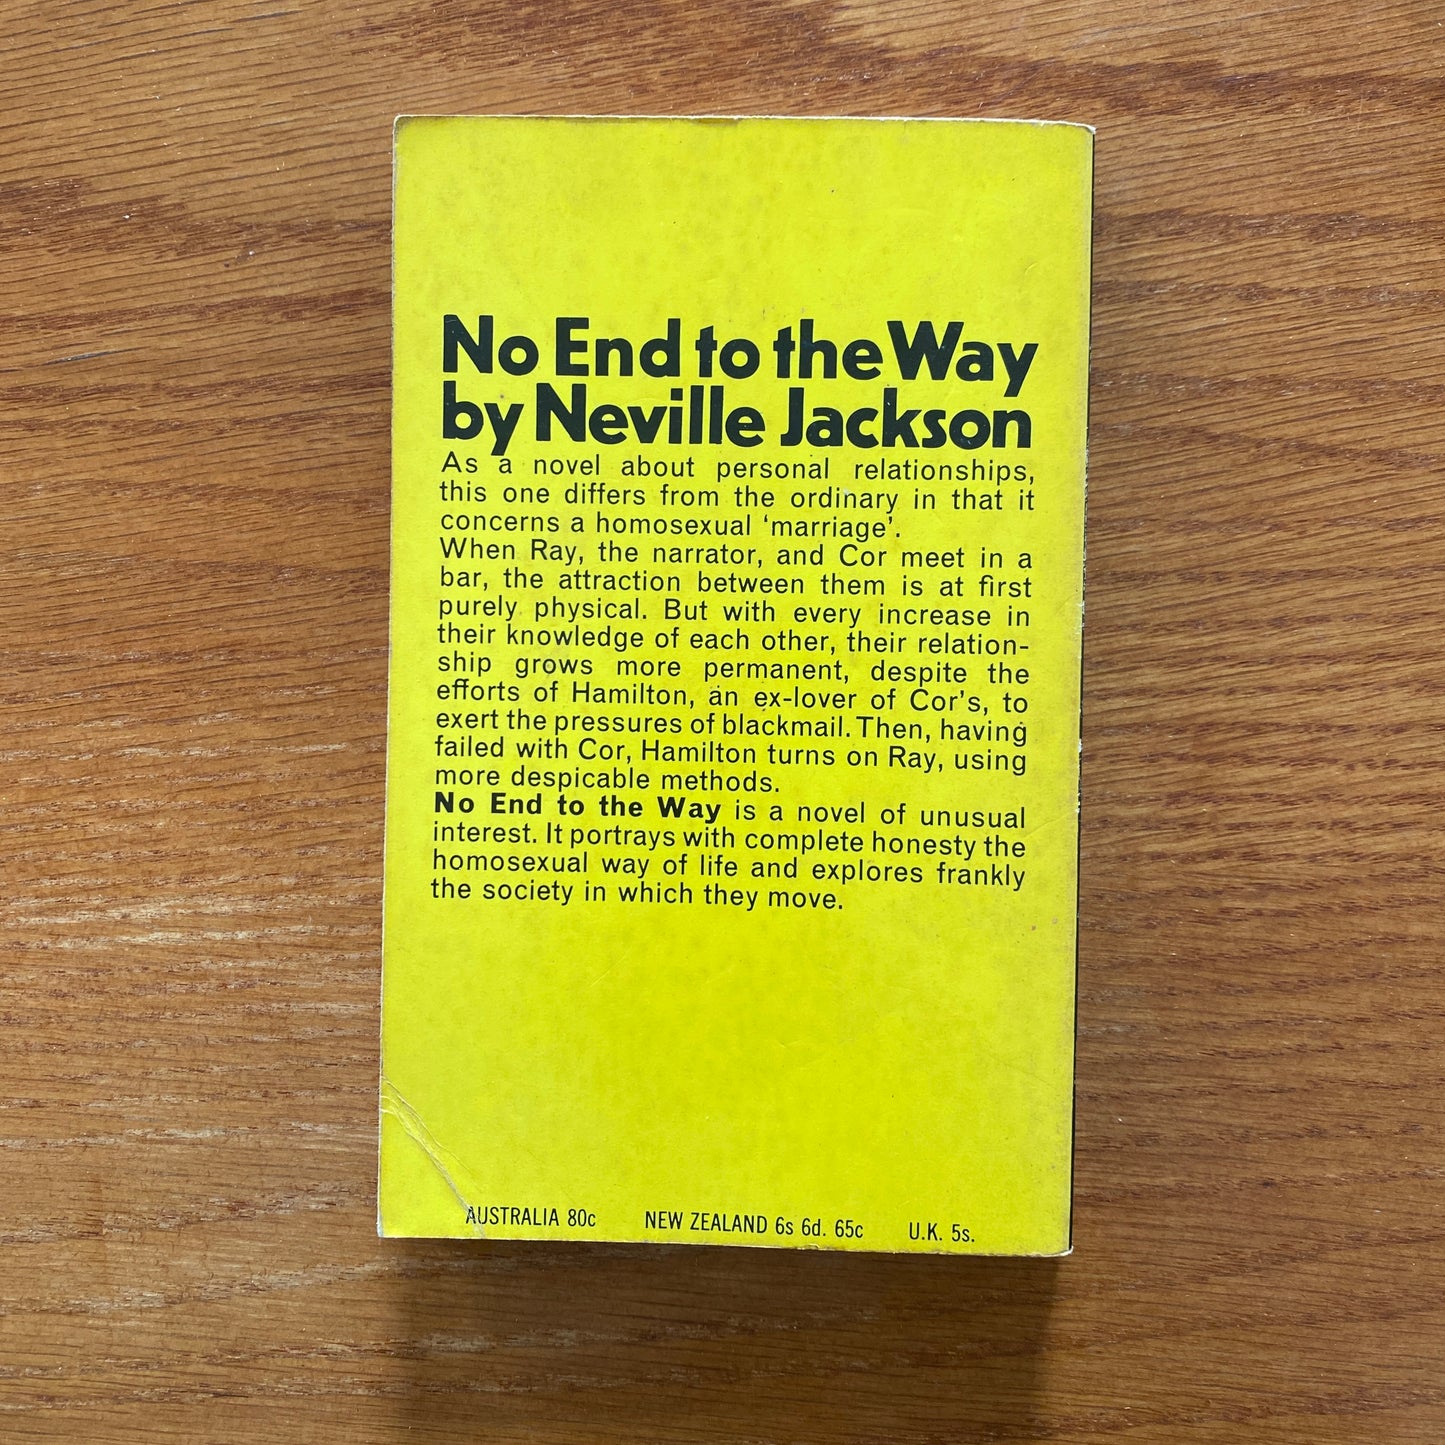 No End to the Way
by Neville Jackson
As a novel about personal relationships,
this one differs from the ordinary in that it
concerns a homosexual ‘marriage’.
When Ray, the narrator, and Cor meet in a
bar, the attraction between them is at first
purely physical. But with every increase in
their knowledge of each other, their relation-
ship grows more permanent, despite the
efforts of Hamilton, an ex-lover of Cor’s, to
exert the pressures of blackmail. Then, having
failed with Cor, Hamilton turns on Ray, using
more despicable methods.
No End to the Way is a novel of unusual
interest. It portrays with complete honesty the
homosexual way of life and explores frankly
the society in which they move.
AUSTRALIA 80c NEW ZEALAND 6s 6d. 65c U.K. 5s.